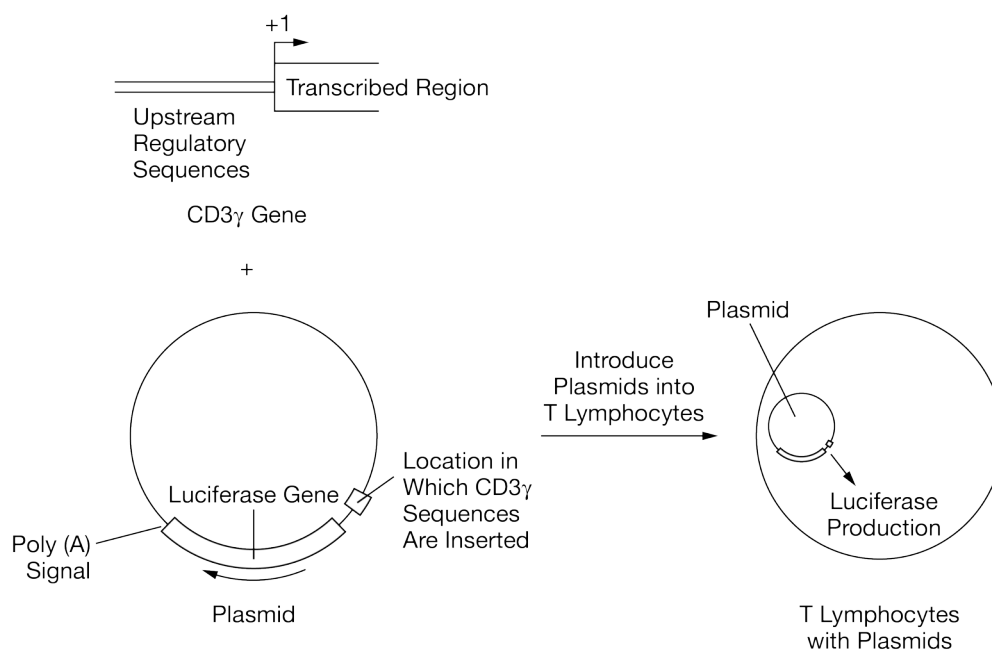 +1
Transcribed Region
Upstream
Regulatory
Sequences
CD3γ Gene
+
Luciferase Gene
Location in
Which CD3γ
Sequences
Are Inserted
Poly (A)
Signal
Plasmid
Introduce
Plasmids into
T Lymphocytes
Plasmid
Luciferase
Production
T Lymphocytes
with Plasmids